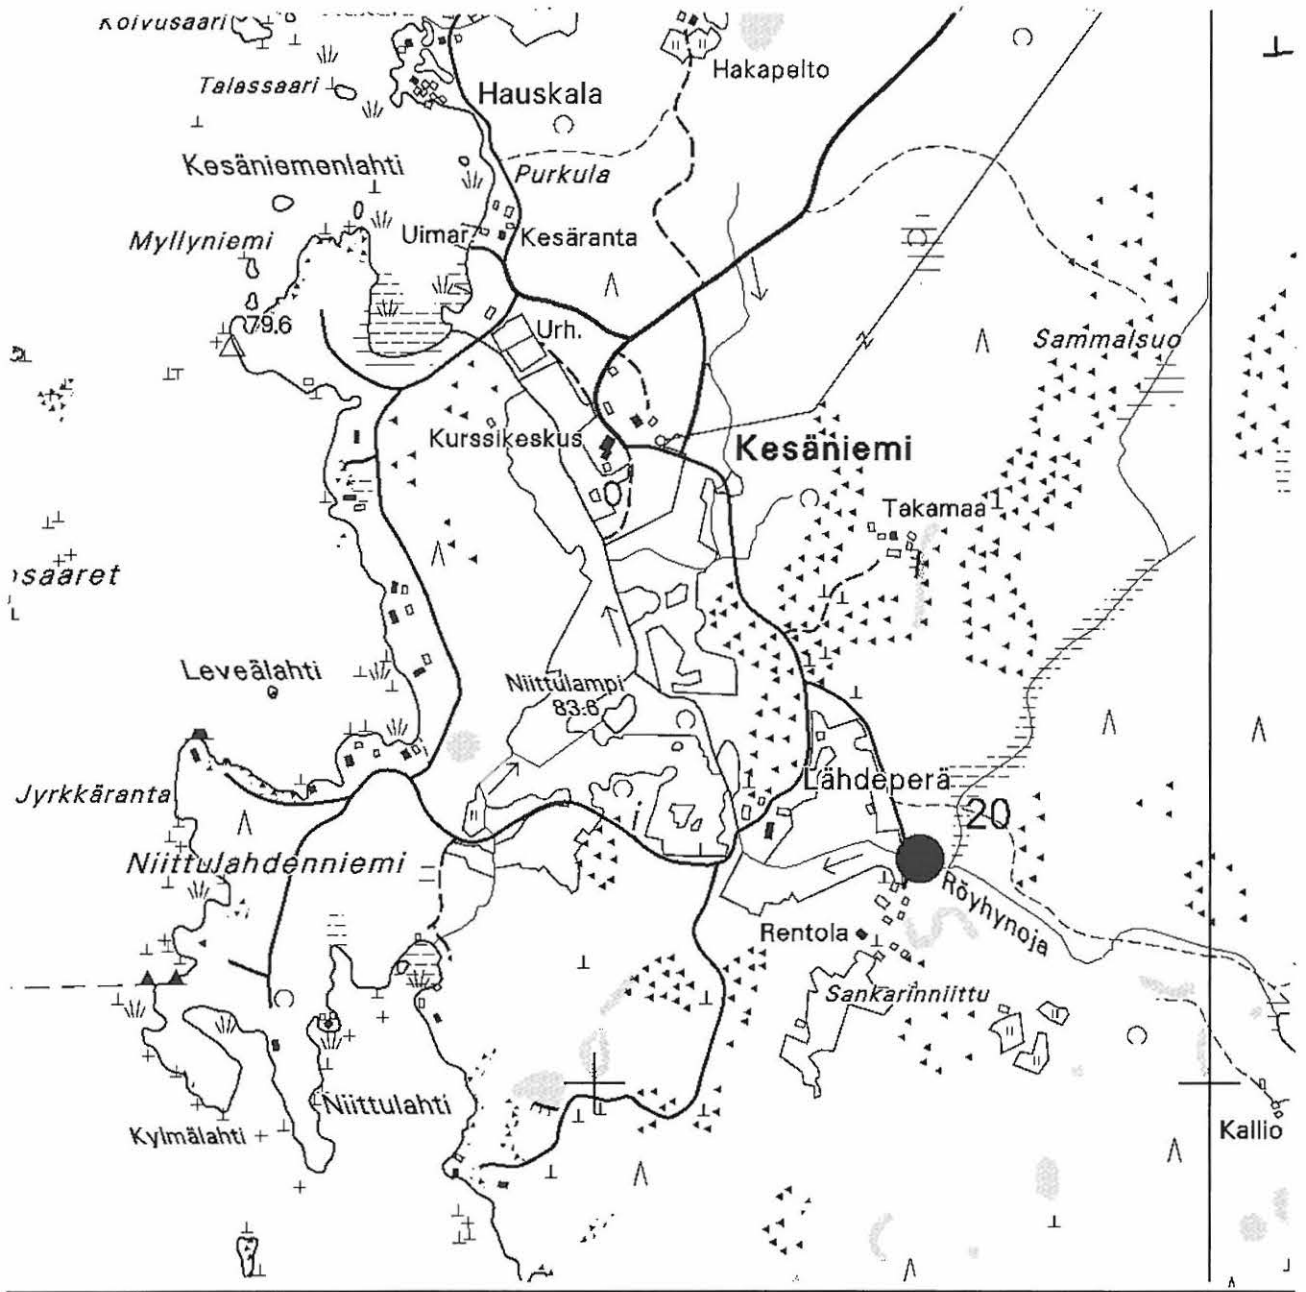 Koivusaari
Hakapelto
Talassaari
Hauskala
Kesäniemenlahti
Purkula
Myllyniemi
Uimar.
Kesäranta
79.6
Urh.
Sammalsuo
Kurssikeskus
Kesäniemi
Takamaa
saaret
Leveälahti
Niittulampi
83.6
Jyrkkäranta
Lähdeperä
20
Niittulahdenniemi
Röyhynoja
Rentola
Sankarinniittu
Niittulahti
Kylmälahti
Kallio